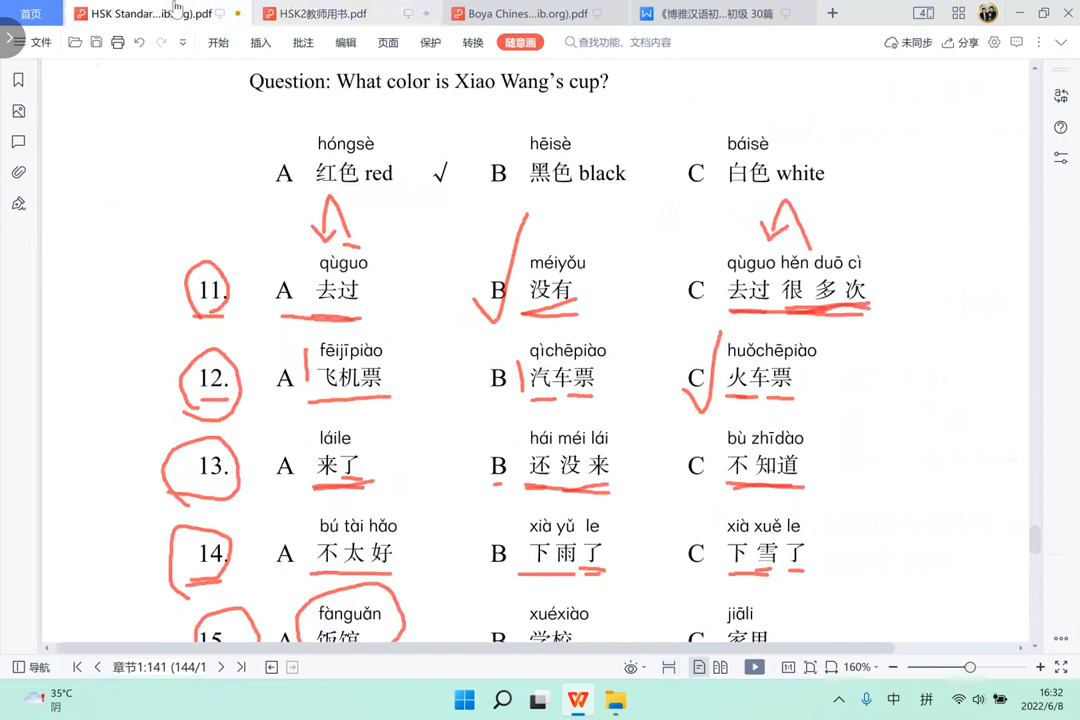 首页 HSK Standar...ib...g).pdf HSK2教师用书.pdf Boya Chines...ib.org).pdf 《博雅汉语初...初级 30篇
文件 开始 插入 批注 编辑 页面 保护 转换 随意画 查找功能、文档内容 未同步 分享
Question: What color is Xiao Wang's cup?
hóngsè hēisè báisè
A 红色 red √ B 黑色 black C 白色 white
qùguo méiyǒu qùguo hěn duō cì
11. A 去过 B 没有 C 去过 很 多 次
fēijīpiào qìchēpiào huǒchēpiào
12. A 飞机票 B 汽车票 C 火车票
láile hái méi lái bù zhīdào
13. A 来了 B 还 没 来 C 不 知道
bú tài hǎo xià yǔ le xià xuě le
14. A 不 太 好 B 下 雨 了 C 下 雪 了
fànguǎn xuéxiào jiāli
15. A 饭馆 B 学校 C 家里
导航 章节1:141 (144/1 160%
35°C
阴
中 拼 16:32
2022/6/8